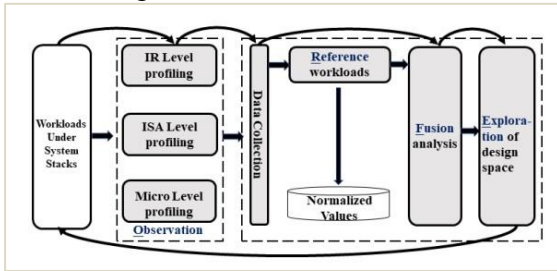 Workloads
Under
System
Stacks
IR Level
profiling
ISA Level
profiling
Micro Level
profiling
Observation
Data Collection
Reference
workloads
Normalized
Values
Fusion
analysis
Explora-
tion of
design
space